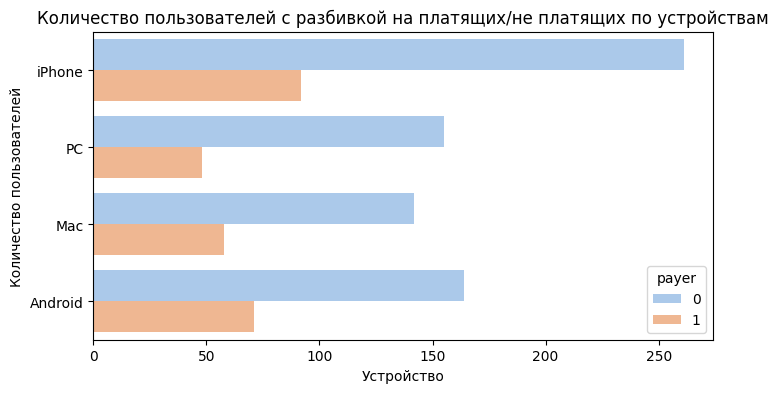 Количество пользователей с разбивкой на платящих/не платящих по устройствам
Количество пользователей
iPhone
PC
Mac
Android
payer
0
1
0
50
100
150
200
250
Устройство